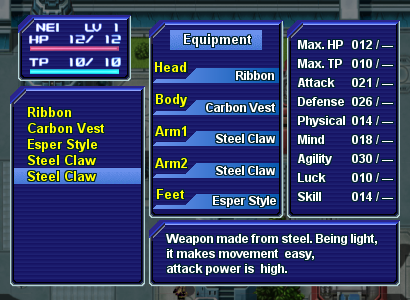 NEI LV 1
HP 12/ 12
TP 10/ 10
Ribbon
Carbon Vest
Esper Style
Steel Claw
Steel Claw
Equipment
Head
Ribbon
Body
Carbon Vest
Arm1
Steel Claw
Arm2
Steel Claw
Feet
Esper Style
Max. HP 012 / —
Max. TP 010 / —
Attack 021 / —
Defense 026 / —
Physical 014 / —
Mind 018 / —
Agility 030 / —
Luck 010 / —
Skill 014 / —
Weapon made from steel. Being light,
it makes movement easy,
attack power is high.